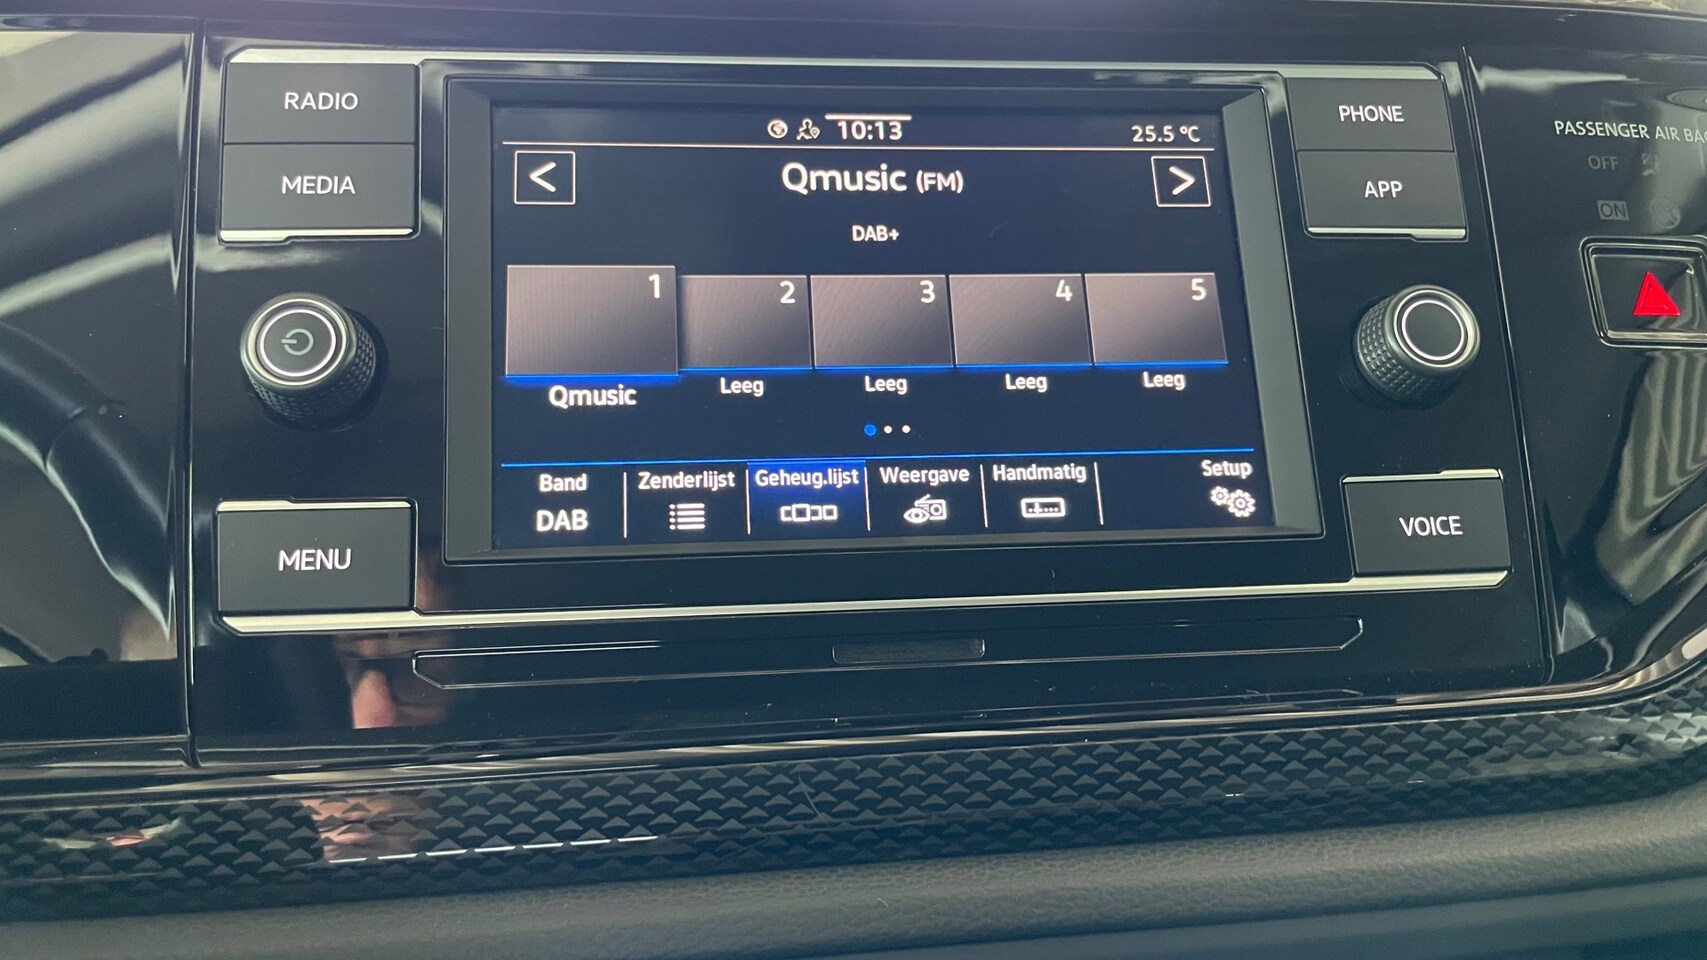 RADIO
MEDIA
MENU
10:13
25.5 °C
<
Qmusic (FM)
>
DAB+
1
2
3
4
5
Qmusic
Leeg
Leeg
Leeg
Leeg
Band
DAB
Zenderlijst
Geheug.lijst
Weergave
Handmatig
Setup
PHONE
APP
VOICE
PASSENGER AIR BA
OFF
ON